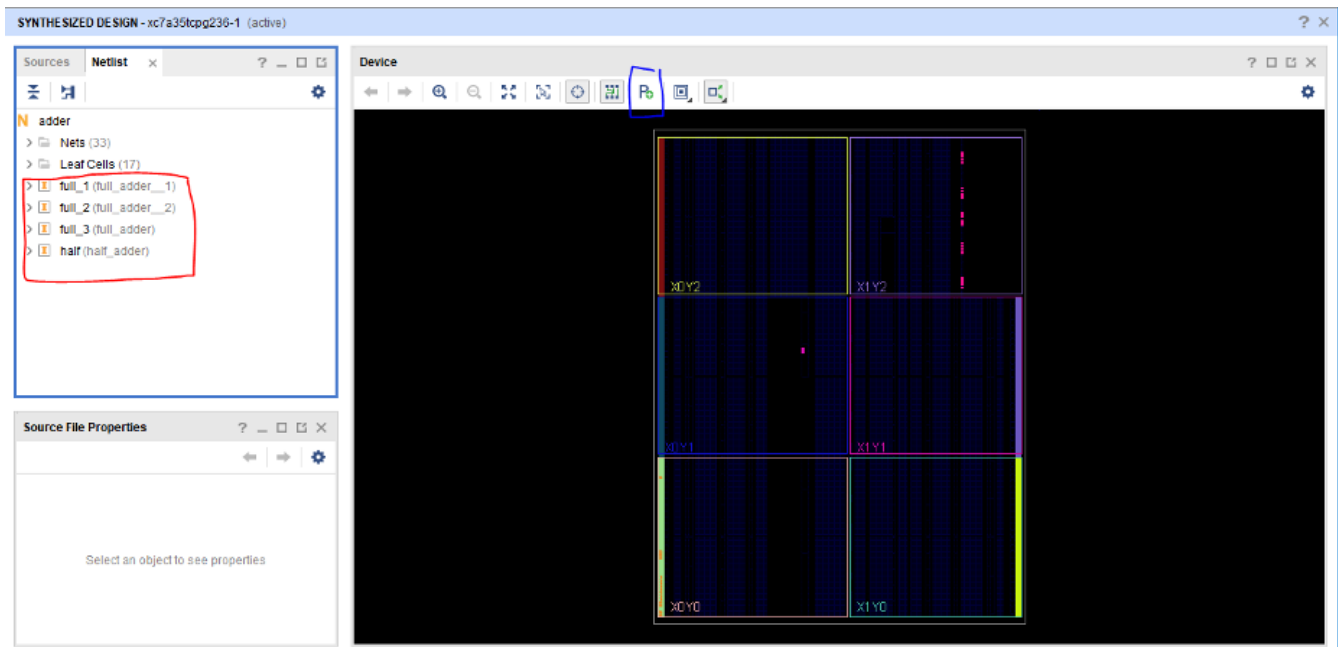 SYNTHESIZED DESIGN - xc7a35tcpg236-1 (active)
Sources Netlist
Device
adder
Nets (33)
Leaf Cells (17)
full_1 (full_adder__1)
full_2 (full_adder__2)
full_3 (full_adder)
half (half_adder)
Source File Properties
Select an object to see properties
X0Y2
X1Y2
X0Y1
X1Y1
X0Y0
X1Y0